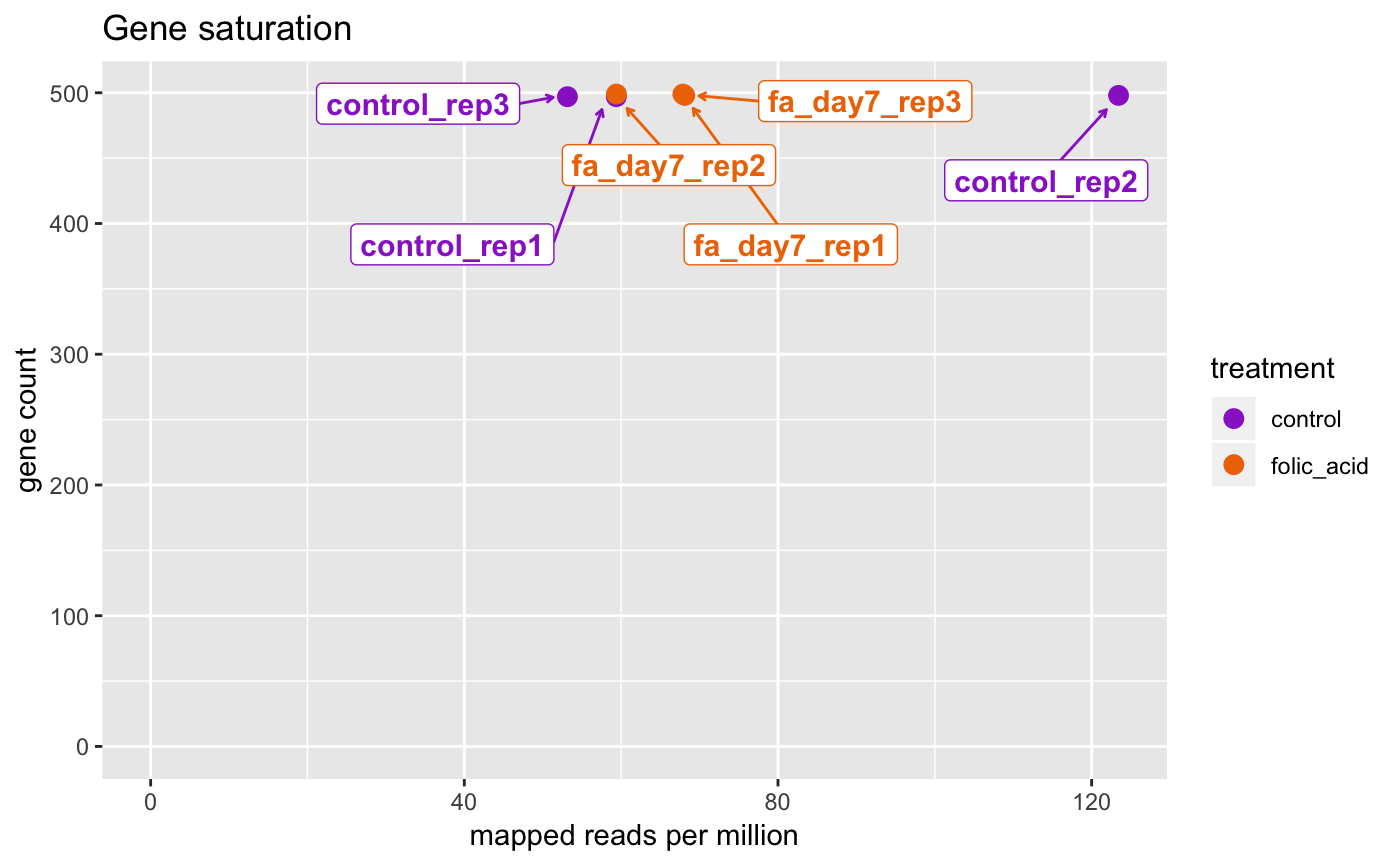 Gene saturation
500
400
300
200
100
0
gene count
control_rep3
fa_day7_rep3
fa_day7_rep2
control_rep2
control_rep1
fa_day7_rep1
0
40
80
120
mapped reads per million
treatment
control
folic_acid